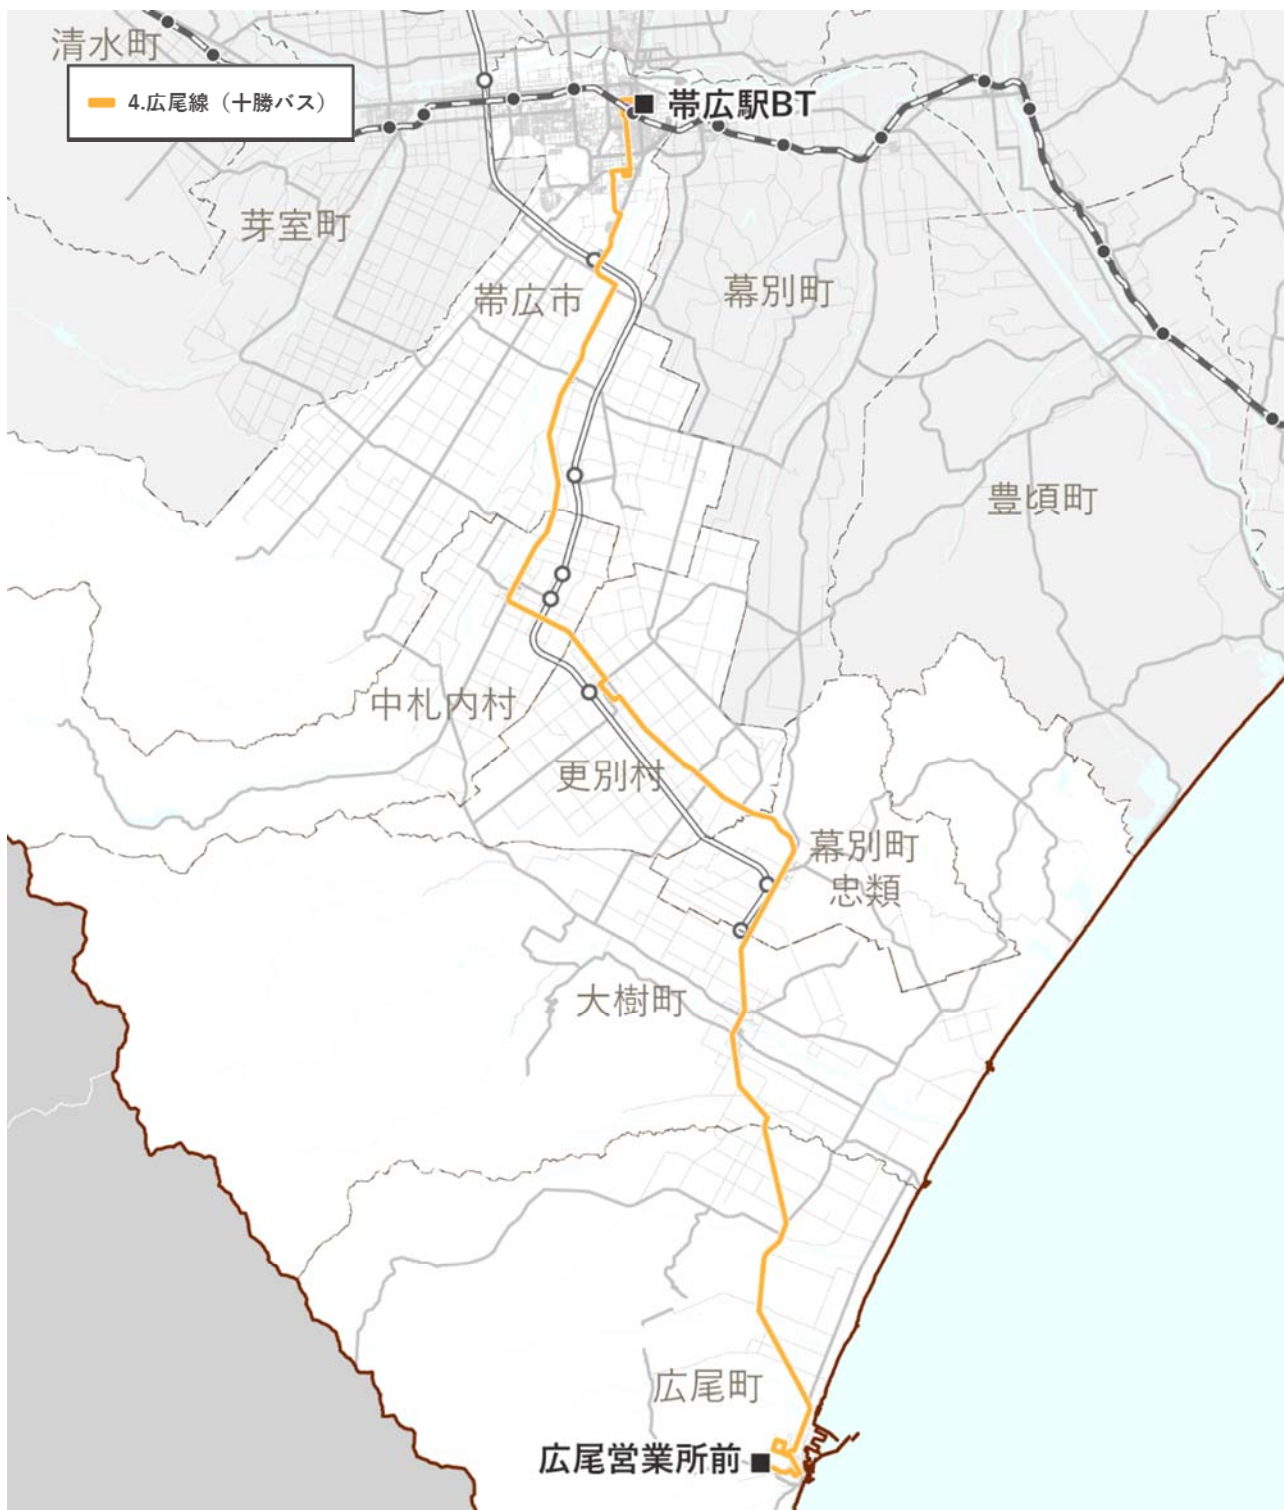 清水町
4.広尾線（十勝バス）
帯広駅BT
芽室町
帯広市
幕別町
豊頃町
中札内村
更別村
幕別町
忠類
大樹町
広尾町
広尾営業所前